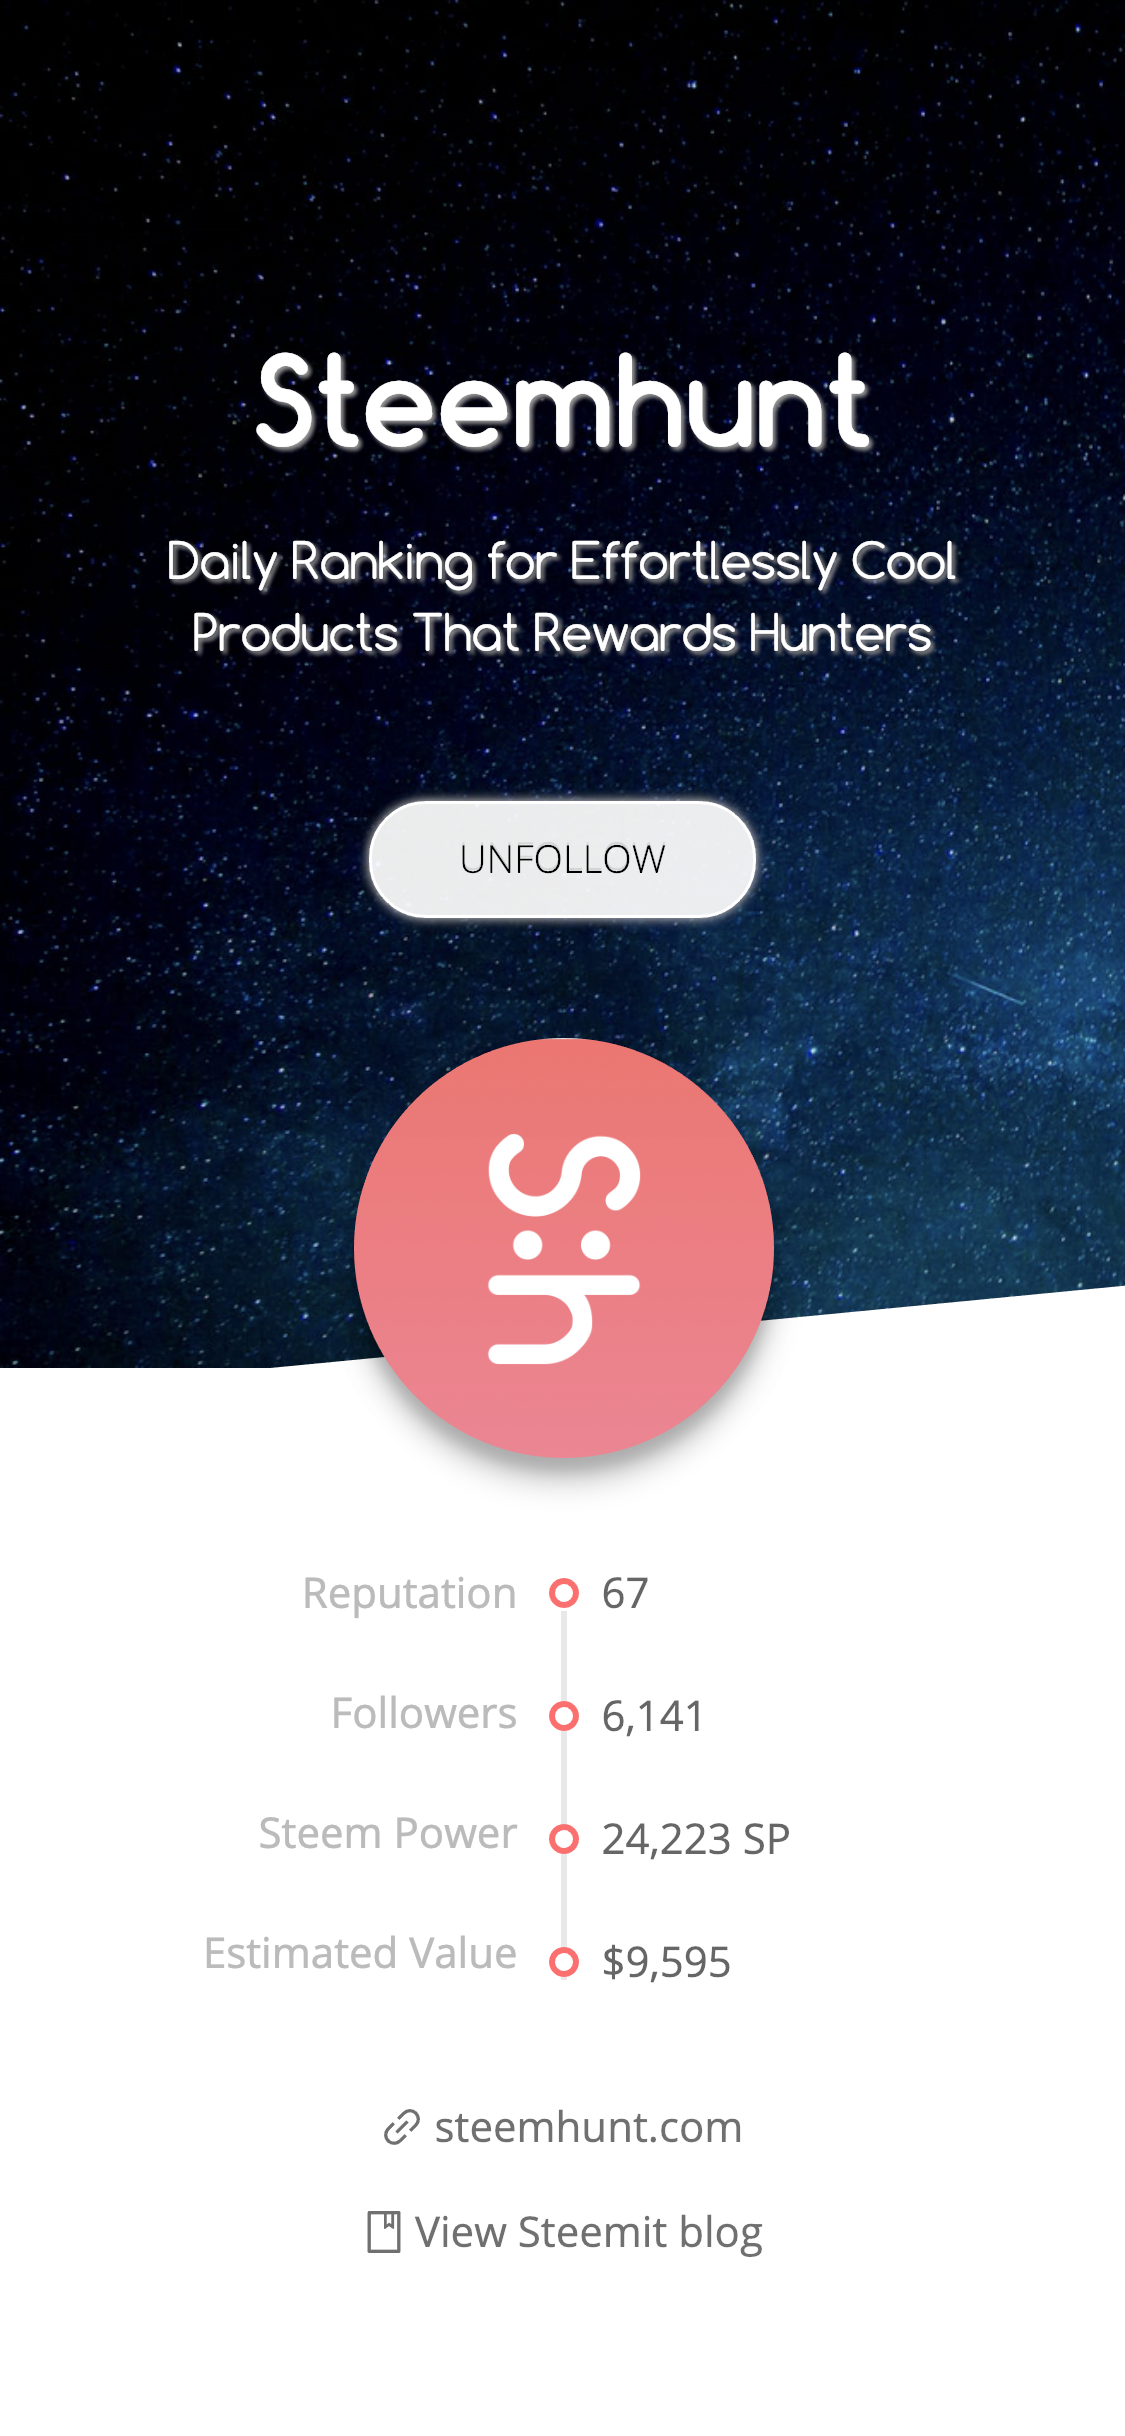 Steemhunt
Daily Ranking for Effortlessly Cool
Products That Rewards Hunters
UNFOLLOW
S:h
Reputation 67
Followers 6,141
Steem Power 24,223 SP
Estimated Value $9,595
steemhunt.com
View Steemit blog